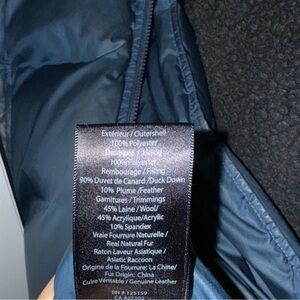 Extérieur / Outershell
100% Polyester
Doublure / Lining
100% Polyester
Rembourrage / Filling
90% Duvet de Canard / Duck Down
10% Plume / Feather
Garnitures / Trimmings
45% Laine / Wool /
45% Acrylique / Acrylic
10% Spandex
Vraie Fourrure Naturelle /
Real Natural Fur
Raton Laveur Asiatique /
Asiatic Raccoon
Origine de la Fourrure: La Chine/
Fur Origin: China
Cuire Véritable / Genuine Leather